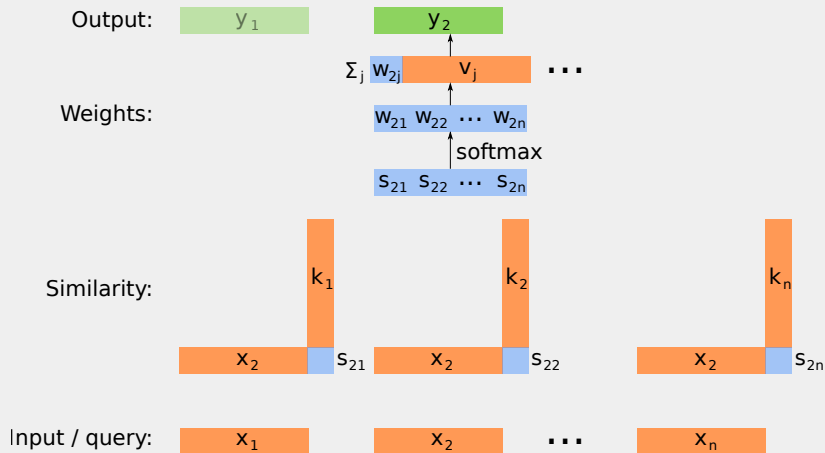 Output: y₁ y₂
Σⱼ w₂ⱼ vⱼ ...
Weights: w₂₁ w₂₂ ... w₂ₙ
softmax
s₂₁ s₂₂ ... s₂ₙ
Similarity: k₁ k₂ kₙ
x₂ s₂₁ x₂ s₂₂ x₂ s₂ₙ
Input / query: x₁ x₂ ... xₙ